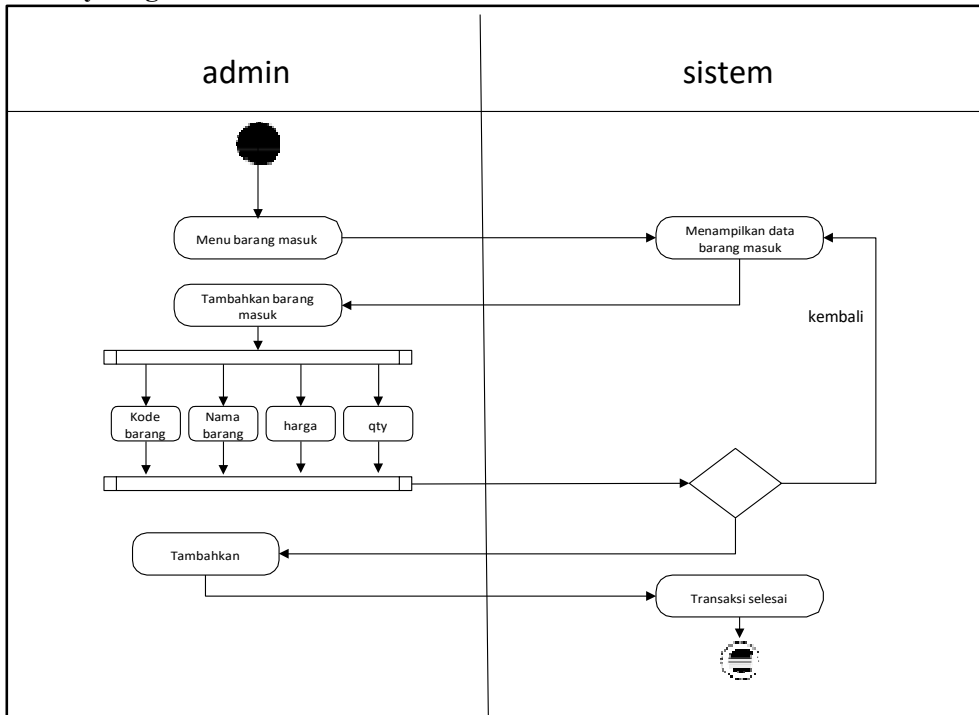 admin
sistem
Menu barang masuk
Menampilkan data
barang masuk
Tambahkan barang
masuk
kembali
Kode
barang
Nama
barang
harga
qty
Tambahkan
Transaksi selesai